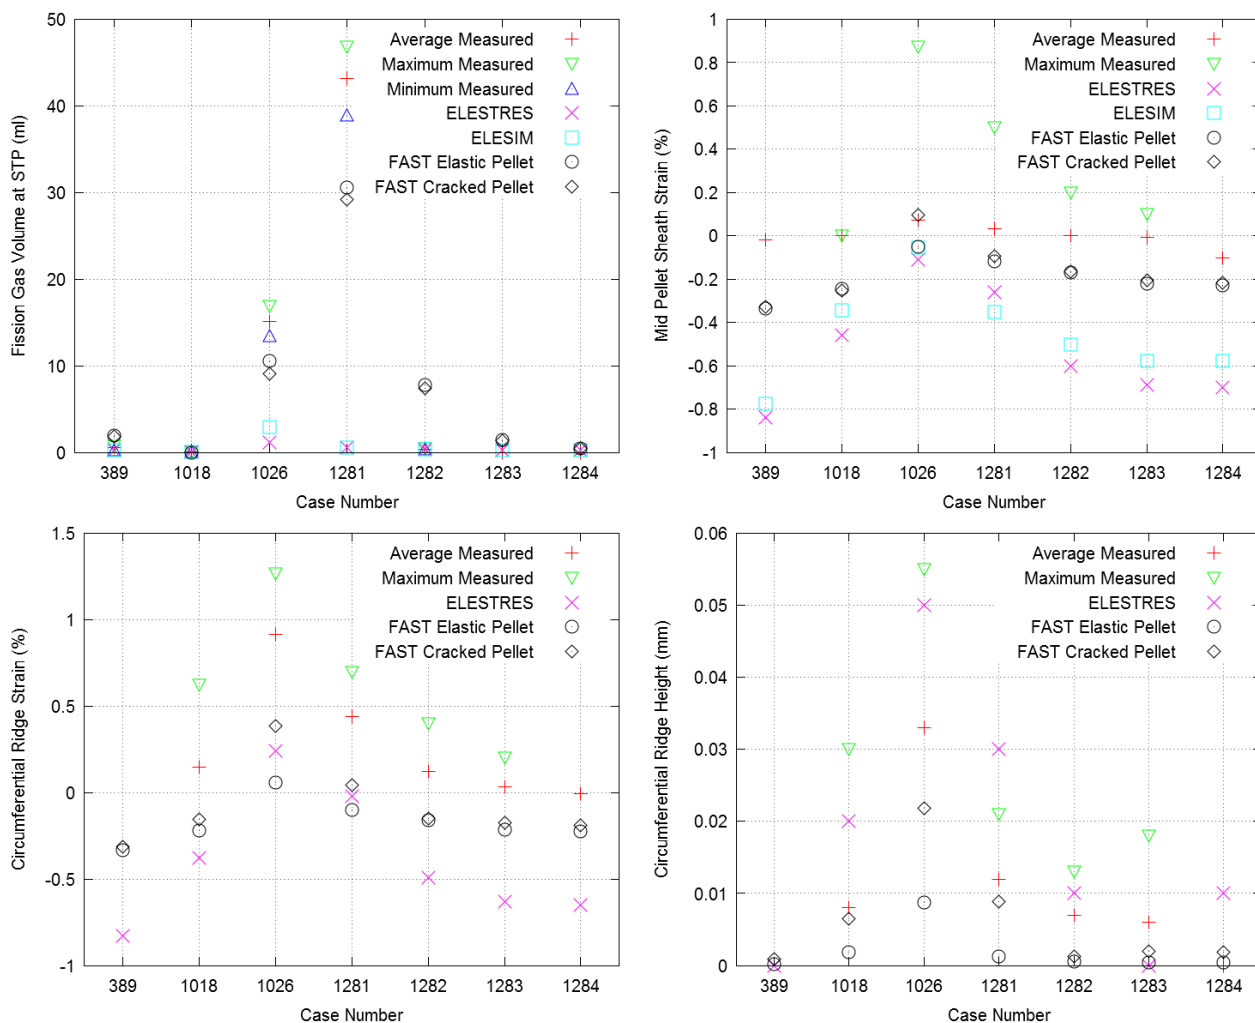 50
40
30
20
10
0
Fission Gas Volume at STP (ml)
Average Measured
Maximum Measured
Minimum Measured
ELESTRES
ELESIM
FAST Elastic Pellet
FAST Cracked Pellet
389 1018 1026 1281 1282 1283 1284
Case Number
1
0.8
0.6
0.4
0.2
0
-0.2
-0.4
-0.6
-0.8
-1
Mid Pellet Sheath Strain (%)
Average Measured
Maximum Measured
ELESTRES
ELESIM
FAST Elastic Pellet
FAST Cracked Pellet
389 1018 1026 1281 1282 1283 1284
Case Number
1.5
1
0.5
0
-0.5
-1
Circumferential Ridge Strain (%)
Average Measured
Maximum Measured
ELESTRES
FAST Elastic Pellet
FAST Cracked Pellet
389 1018 1026 1281 1282 1283 1284
Case Number
0.06
0.05
0.04
0.03
0.02
0.01
0
Circumferential Ridge Height (mm)
Average Measured
Maximum Measured
ELESTRES
FAST Elastic Pellet
FAST Cracked Pellet
389 1018 1026 1281 1282 1283 1284
Case Number